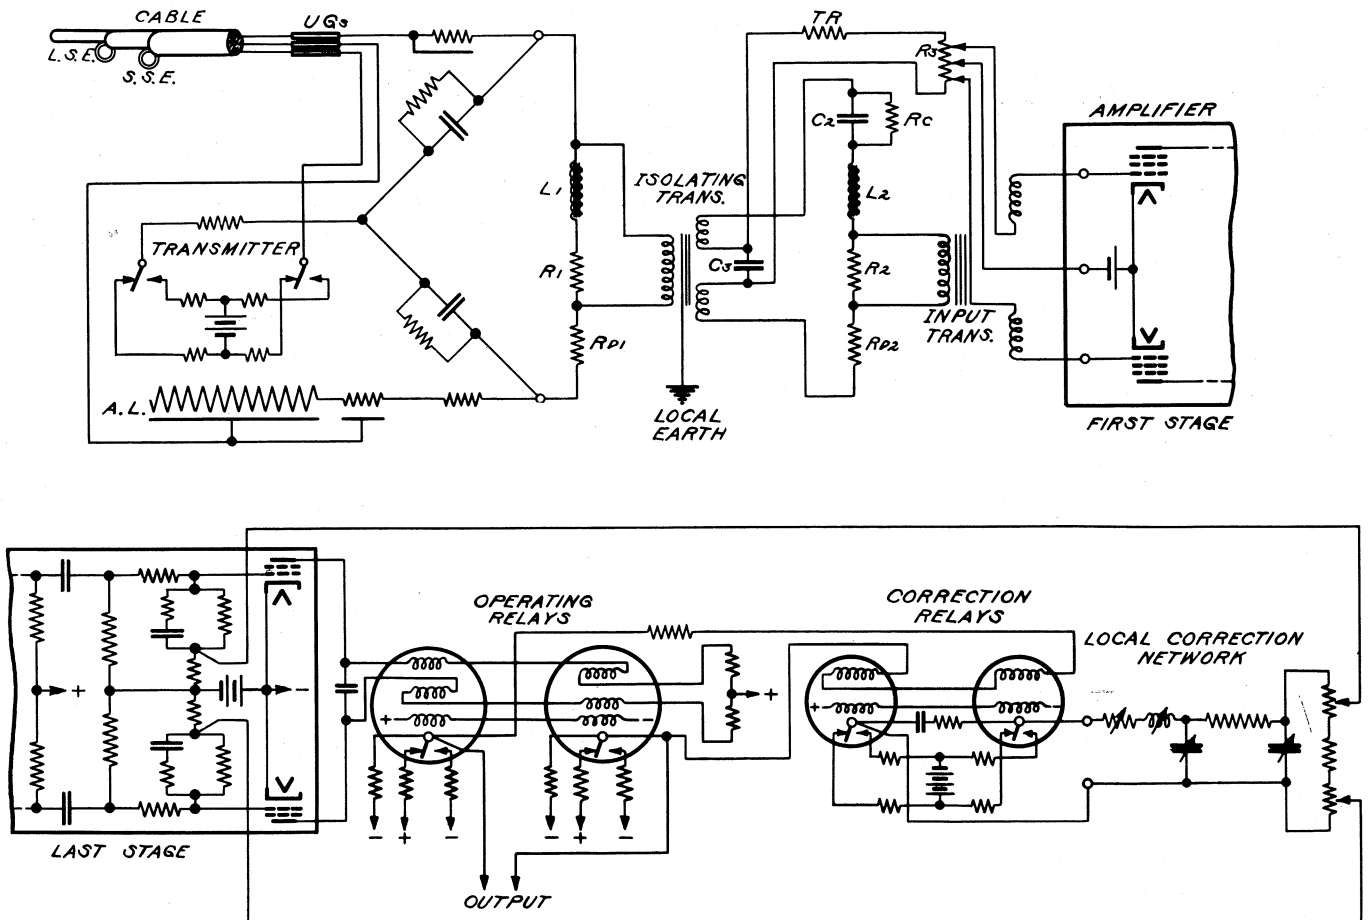 CABLE
UGs
TR
L.S.E.
S.S.E.
R3
AMPLIFIER
C2
RC
L1
ISOLATING
TRANS.
L2
TRANSMITTER
R1
C3
R2
INPUT
TRANS.
RD1
RD2
A.L.
LOCAL
EARTH
FIRST STAGE
OPERATING
RELAYS
CORRECTION
RELAYS
LOCAL CORRECTION
NETWORK
+ −
+
+ −
+ −
− + −
− + −
LAST STAGE
OUTPUT